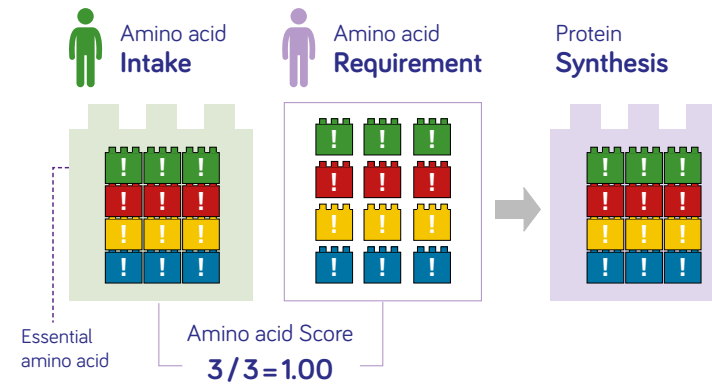 Amino acid
Intake
Amino acid
Requirement
Protein
Synthesis
! ! ! ! ! ! ! ! !
! ! ! ! ! ! ! ! !
! ! ! ! ! ! ! ! !
! ! ! ! ! ! ! ! !
Essential
amino acid
Amino acid Score
3/3=1.00